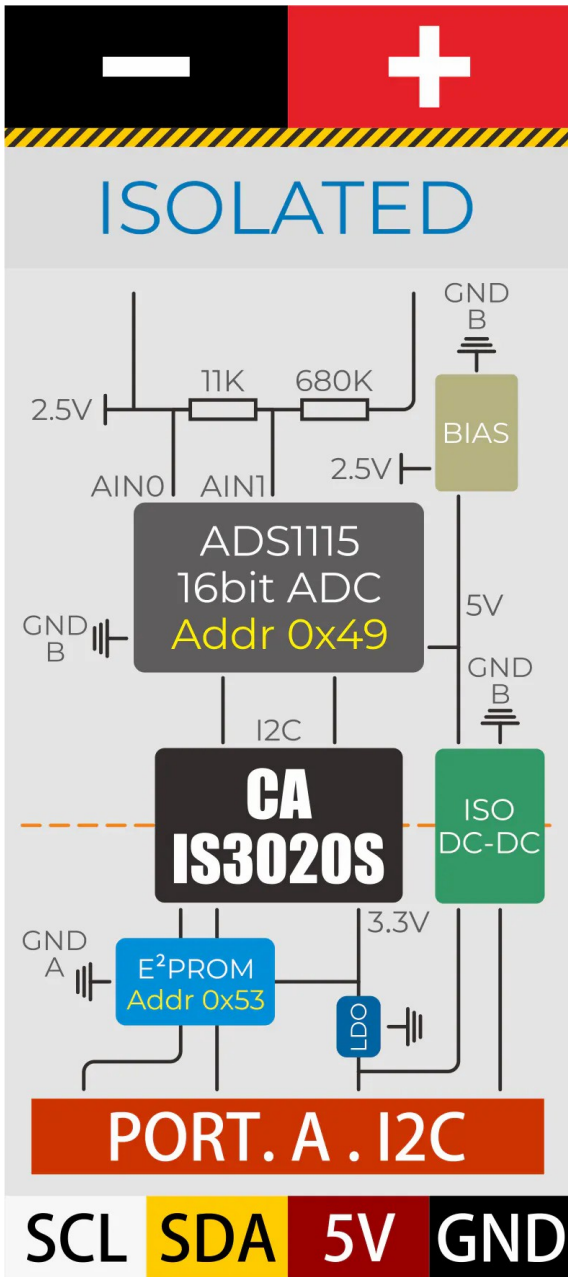 − +
ISOLATED
GND
B
11K 680K
2.5V
BIAS
2.5V
AIN0 AIN1
ADS1115
16bit ADC
Addr 0x49
5V
GND
B
GND
B
I2C
CA
IS3020S
ISO
DC-DC
3.3V
GND
A
E²PROM
Addr 0x53
LDO
PORT. A . I2C
SCL SDA 5V GND